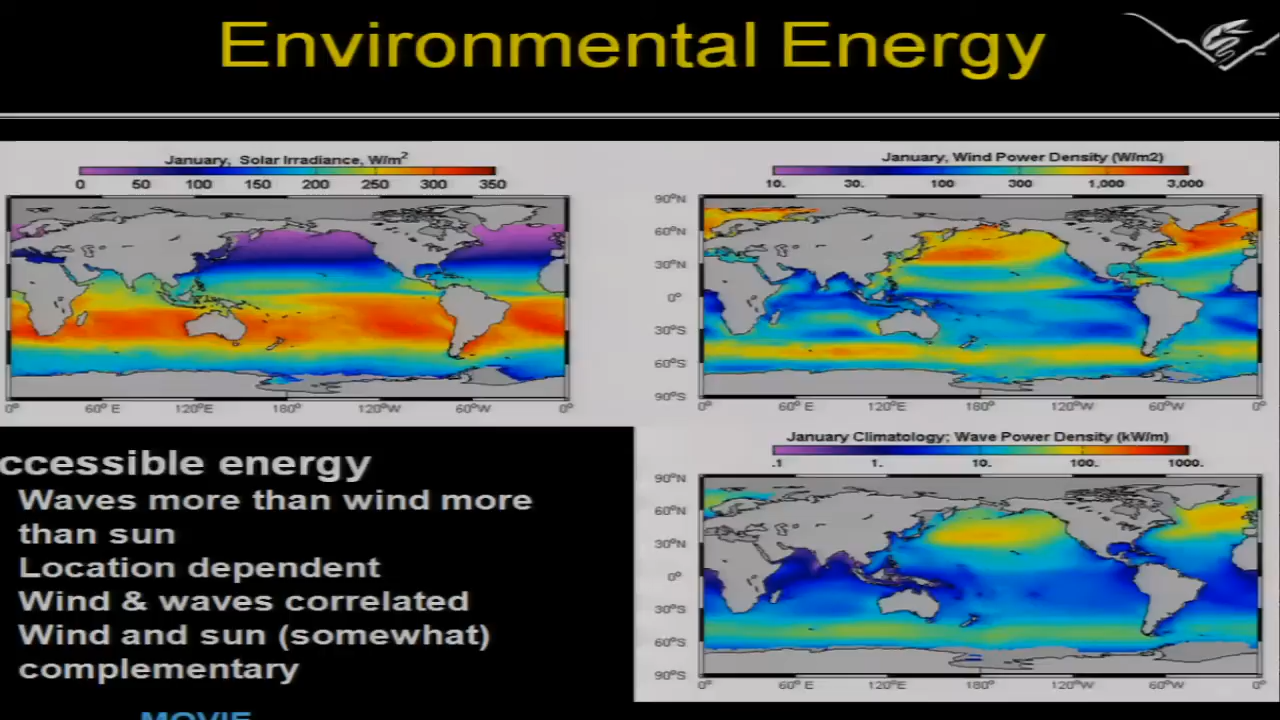 Environmental Energy
January, Solar Irradiance, W/m²
0 50 100 150 200 250 300 350
0° 60°E 120°E 180° 120°W 60°W 0°
January, Wind Power Density (W/m2)
10. 30. 100 300 1,000 3,000
90°N
60°N
30°N
0°
30°S
60°S
90°S
0° 60°E 120°E 180° 120°W 60°W 0°
ccessible energy
Waves more than wind more
than sun
Location dependent
Wind & waves correlated
Wind and sun (somewhat)
complementary
MOVIE
January Climatology; Wave Power Density (kW/m)
.1 1. 10. 100. 1000.
90°N
60°N
30°N
0°
30°S
60°S
90°S
0° 60°E 120°E 180° 120°W 60°W 0°